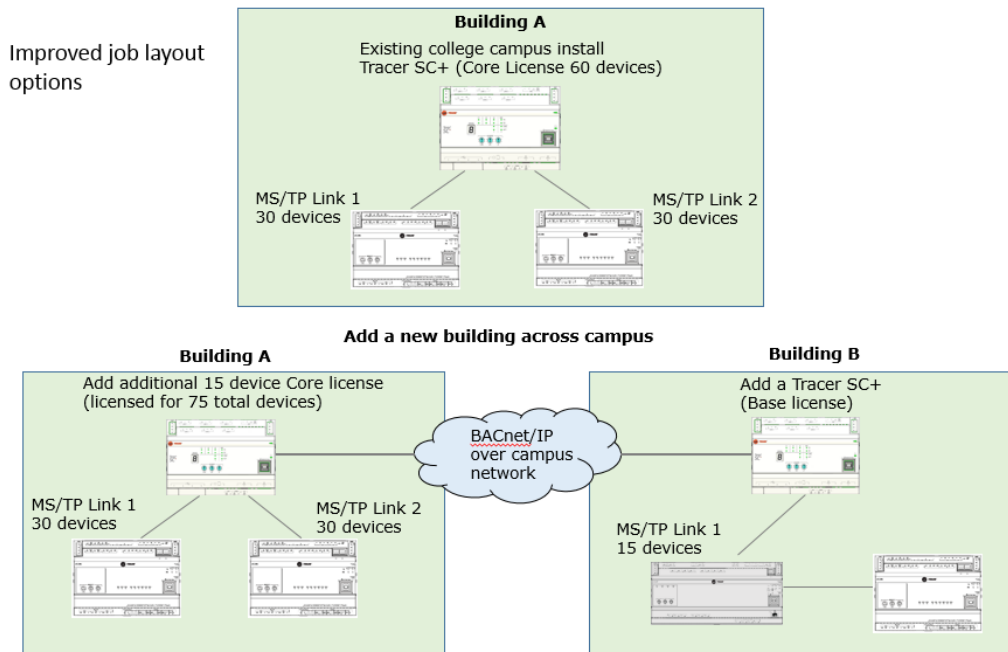 Improved job layout
options
Building A
Existing college campus install
Tracer SC+ (Core License 60 devices)
MS/TP Link 1
30 devices
MS/TP Link 2
30 devices
Add a new building across campus
Building A
Add additional 15 device Core license
(licensed for 75 total devices)
MS/TP Link 1
30 devices
MS/TP Link 2
30 devices
BACnet/IP
over campus
network
Building B
Add a Tracer SC+
(Base license)
MS/TP Link 1
15 devices